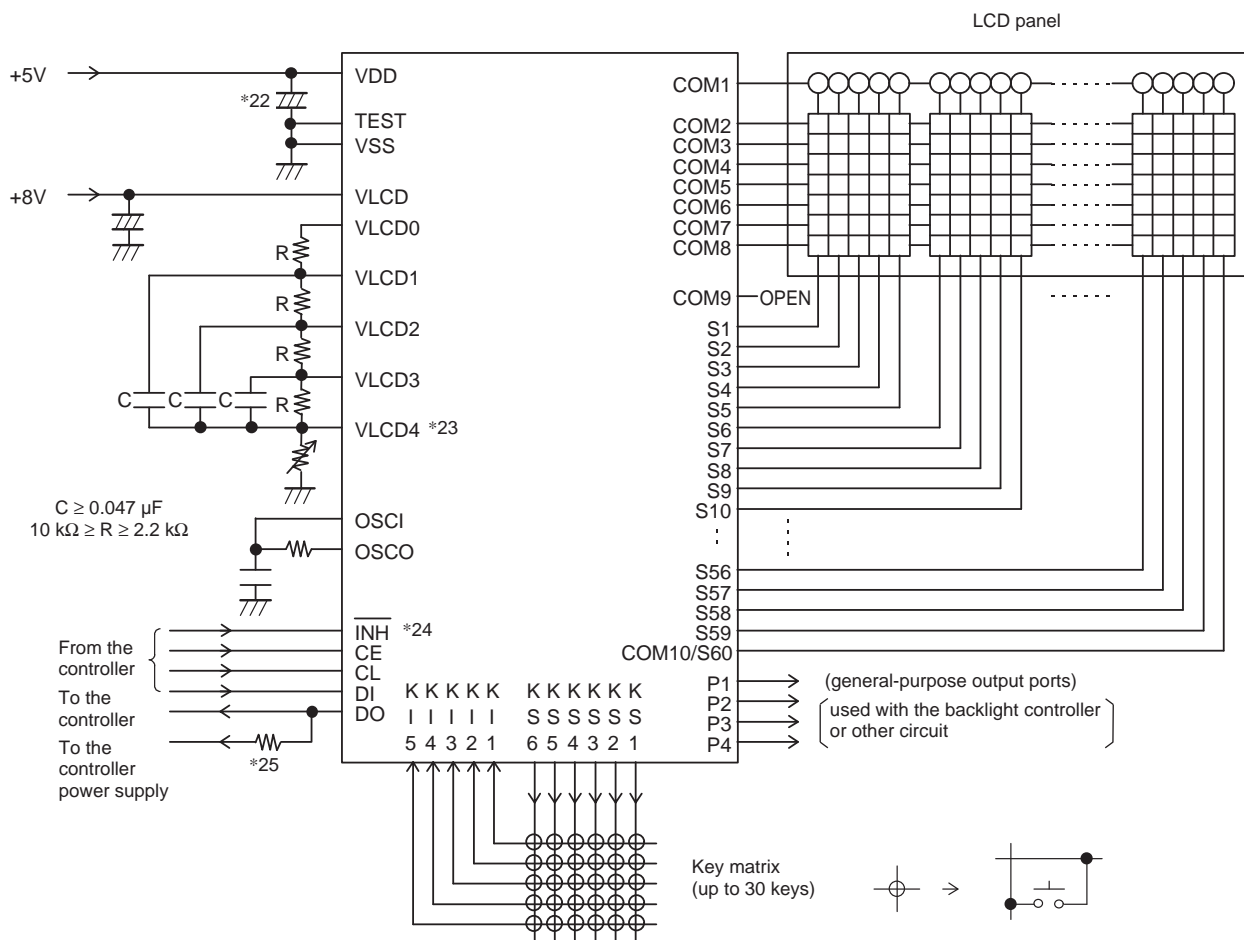 LCD panel
+5V
*22
VDD
TEST
VSS
+8V
VLCD
VLCD0
R
VLCD1
R
VLCD2
R
VLCD3
R
VLCD4 *23
C
C
C
C ≥ 0.047 µF
10 kΩ ≥ R ≥ 2.2 kΩ
OSCI
OSCO
From the
controller
INH *24
CE
CL
DI
To the
controller
DO
To the
controller
power supply
*25
COM1
COM2
COM3
COM4
COM5
COM6
COM7
COM8
COM9 OPEN
S1
S2
S3
S4
S5
S6
S7
S8
S9
S10
S56
S57
S58
S59
COM10/S60
P1
P2
P3
P4
(general-purpose output ports)
used with the backlight controller
or other circuit
K K K K K K K K K K K
I I I I I S S S S S S
5 4 3 2 1 6 5 4 3 2 1
Key matrix
(up to 30 keys)